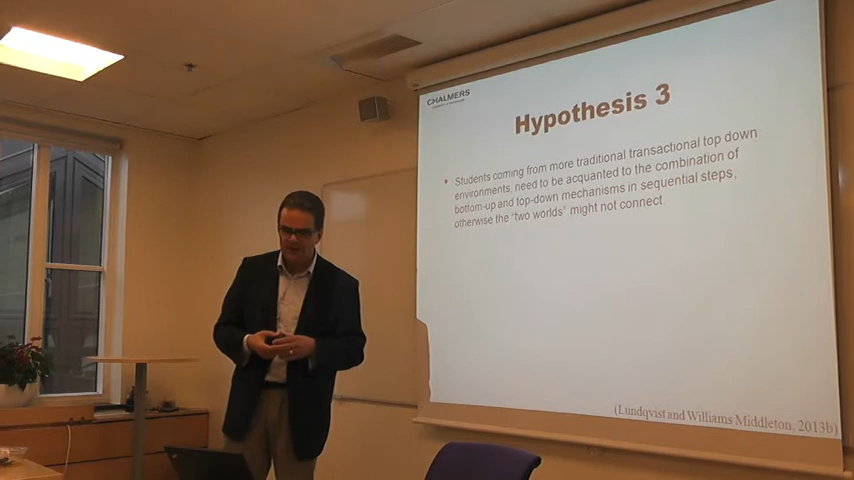 CHALMERS
Hypothesis 3
• Students coming from more traditional transactional top down
environments, need to be acquanted to the combination of
bottom-up and top-down mechanisms in sequential steps,
otherwise the "two worlds" might not connect.
(Lundqvist and Williams Middleton, 2013b)